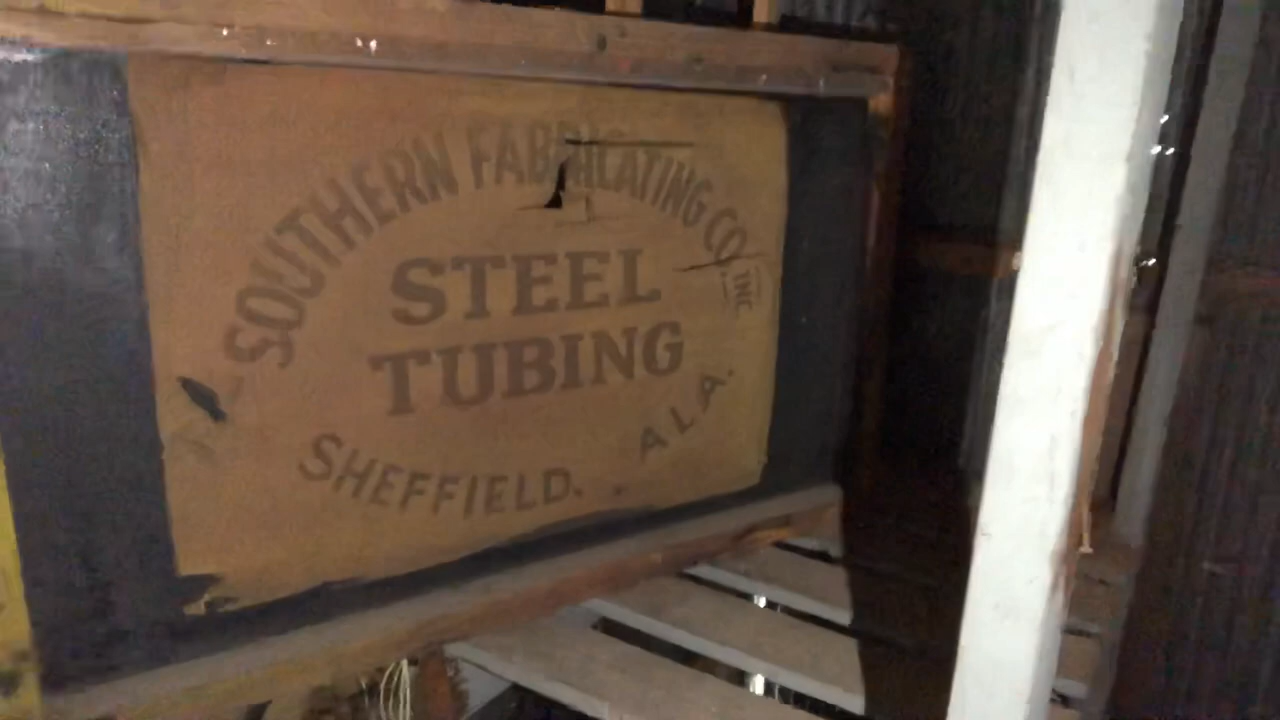 SOUTHERN FABRICATING CO. INC
STEEL
TUBING
SHEFFIELD. ALA.